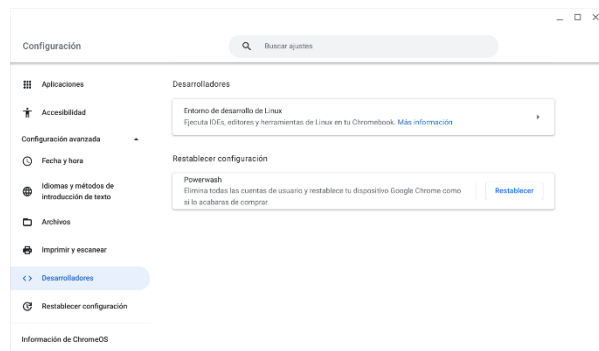 Configuración
Buscar ajustes
Aplicaciones
Accesibilidad
Configuración avanzada
Fecha y hora
Idiomas y métodos de
introducción de texto
Archivos
Imprimir y escanear
Desarrolladores
Restablecer configuración
Información de ChromeOS
Desarrolladores
Entorno de desarrollo de Linux
Ejecuta IDEs, editores y herramientas de Linux en tu Chromebook. Más información
Restablecer configuración
Powerwash
Elimina todas las cuentas de usuario y restablece tu dispositivo Google Chrome como
si lo acabaras de comprar.
Restablecer